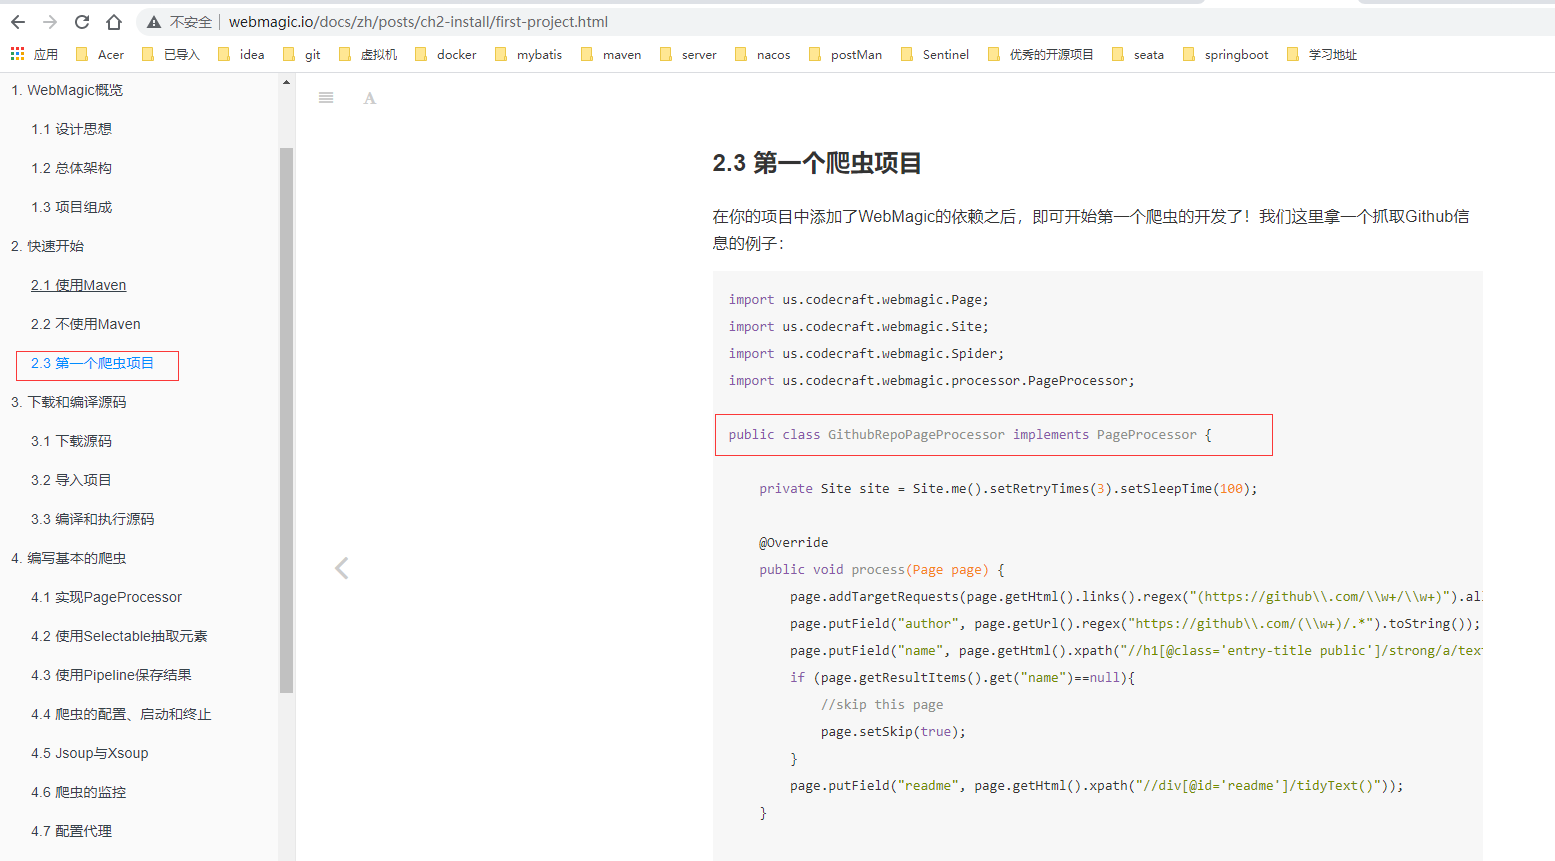 不安全 webmagic.io/docs/zh/posts/ch2-install/first-project.html
应用 Acer 已导入 idea git 虚拟机 docker mybatis maven server nacos postMan Sentinel 优秀的开源项目 seata springboot 学习地址
1. WebMagic概览
1.1 设计思想
1.2 总体架构
1.3 项目组成
2. 快速开始
2.1 使用Maven
2.2 不使用Maven
2.3 第一个爬虫项目
3. 下载和编译源码
3.1 下载源码
3.2 导入项目
3.3 编译和执行源码
4. 编写基本的爬虫
4.1 实现PageProcessor
4.2 使用Selectable抽取元素
4.3 使用Pipeline保存结果
4.4 爬虫的配置、启动和终止
4.5 Jsoup与Xsoup
4.6 爬虫的监控
4.7 配置代理
A
2.3 第一个爬虫项目
在你的项目中添加了WebMagic的依赖之后，即可开始第一个爬虫的开发了！我们这里拿一个抓取Github信
息的例子：
import us.codecraft.webmagic.Page;
import us.codecraft.webmagic.Site;
import us.codecraft.webmagic.Spider;
import us.codecraft.webmagic.processor.PageProcessor;
public class GithubRepoPageProcessor implements PageProcessor {
private Site site = Site.me().setRetryTimes(3).setSleepTime(100);
@Override
public void process(Page page) {
page.addTargetRequests(page.getHtml().links().regex("(https://github\\.com/\\w+/\\w+)").al
page.putField("author", page.getUrl().regex("https://github\\.com/(\\w+)/.*").toString());
page.putField("name", page.getHtml().xpath("//h1[@class='entry-title public']/strong/a/tex
if (page.getResultItems().get("name")==null){
//skip this page
page.setSkip(true);
}
page.putField("readme", page.getHtml().xpath("//div[@id='readme']/tidyText()"));
}